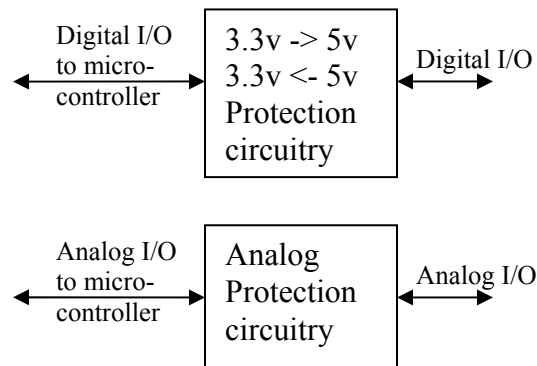 Digital I/O
to micro-
controller
3.3v -> 5v
3.3v <- 5v
Protection
circuitry
Digital I/O
Analog I/O
to micro-
controller
Analog
Protection
circuitry
Analog I/O